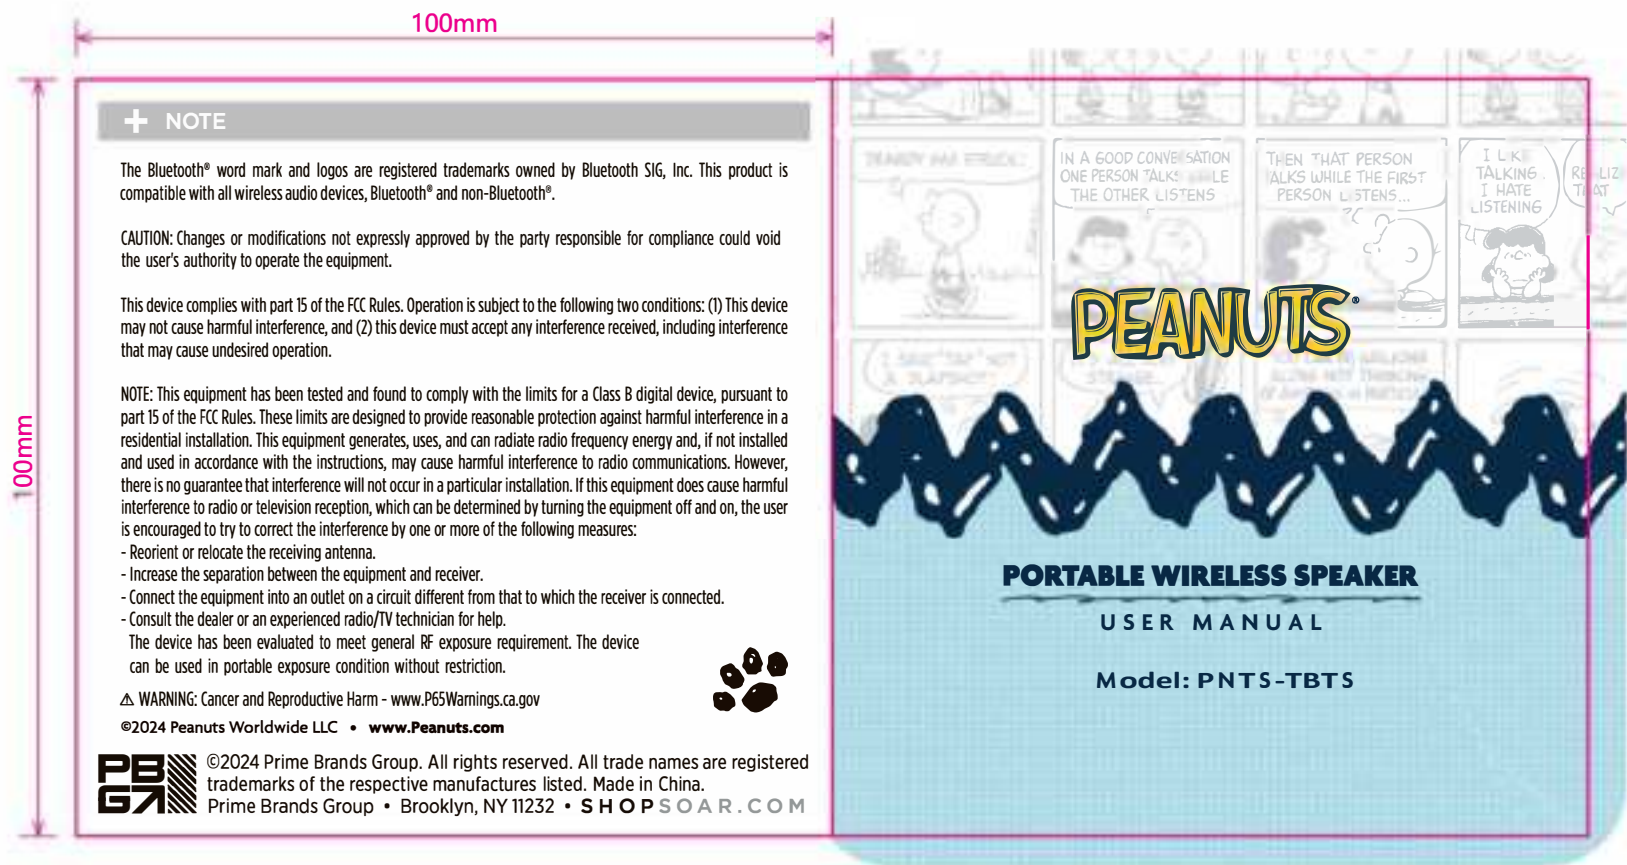 100mm
100mm
NOTE
The Bluetooth® word mark and logos are registered trademarks owned by Bluetooth SIG, Inc. This product is
compatible with all wireless audio devices, Bluetooth® and non-Bluetooth®.
CAUTION: Changes or modifications not expressly approved by the party responsible for compliance could void
the user's authority to operate the equipment.
This device complies with part 15 of the FCC Rules. Operation is subject to the following two conditions: (1) This device
may not cause harmful interference, and (2) this device must accept any interference received, including interference
that may cause undesired operation.
NOTE: This equipment has been tested and found to comply with the limits for a Class B digital device, pursuant to
part 15 of the FCC Rules. These limits are designed to provide reasonable protection against harmful interference in a
residential installation. This equipment generates, uses, and can radiate radio frequency energy and, if not installed
and used in accordance with the instructions, may cause harmful interference to radio communications. However,
there is no guarantee that interference will not occur in a particular installation. If this equipment does cause harmful
interference to radio or television reception, which can be determined by turning the equipment off and on, the user
is encouraged to try to correct the interference by one or more of the following measures:
- Reorient or relocate the receiving antenna.
- Increase the separation between the equipment and receiver.
- Connect the equipment into an outlet on a circuit different from that to which the receiver is connected.
- Consult the dealer or an experienced radio/TV technician for help.
The device has been evaluated to meet general RF exposure requirement. The device
can be used in portable exposure condition without restriction.
⚠ WARNING: Cancer and Reproductive Harm - www.P65Warnings.ca.gov
©2024 Peanuts Worldwide LLC • www.Peanuts.com
PB
G
©2024 Prime Brands Group. All rights reserved. All trade names are registered
trademarks of the respective manufactures listed. Made in China.
Prime Brands Group • Brooklyn, NY 11232 • SHOPSOAR.COM
IN A GOOD CONVERSATION
ONE PERSON TALKS WHILE
THE OTHER LISTENS
THEN THAT PERSON
TALKS WHILE THE FIRST
PERSON LISTENS...
I LIKE
TALKING.
I HATE
LISTENING
PEANUTS®
PORTABLE WIRELESS SPEAKER
USER MANUAL
Model: PNTS-TBTS